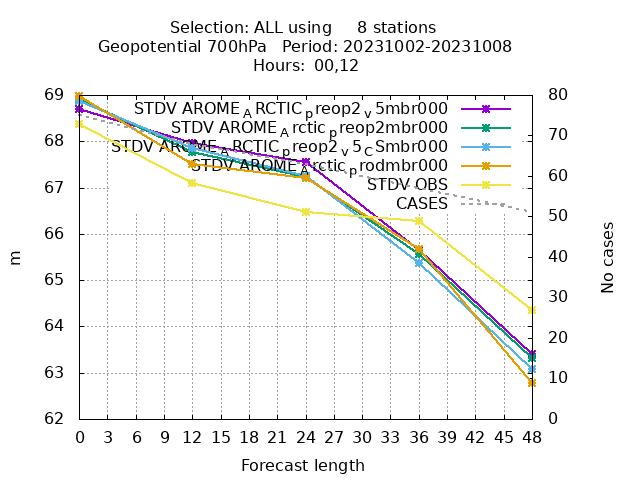 Selection: ALL using     8 stations
Geopotential 700hPa   Period: 20231002-20231008
Hours:  00,12
69
68
67
66
65
64
63
62
80
70
60
50
40
30
20
10
0
STDV AROME_ARCTIC_preop2_v5mbr000
STDV AROME_Arctic_preop2mbr000
STDV AROME_ARCTIC_preop2_v5_CSmbr000
STDV AROME_Arctic_prodmbr000
STDV OBS
CASES
m
No cases
0 3 6 9 12 15 18 21 24 27 30 33 36 39 42 45 48
Forecast length